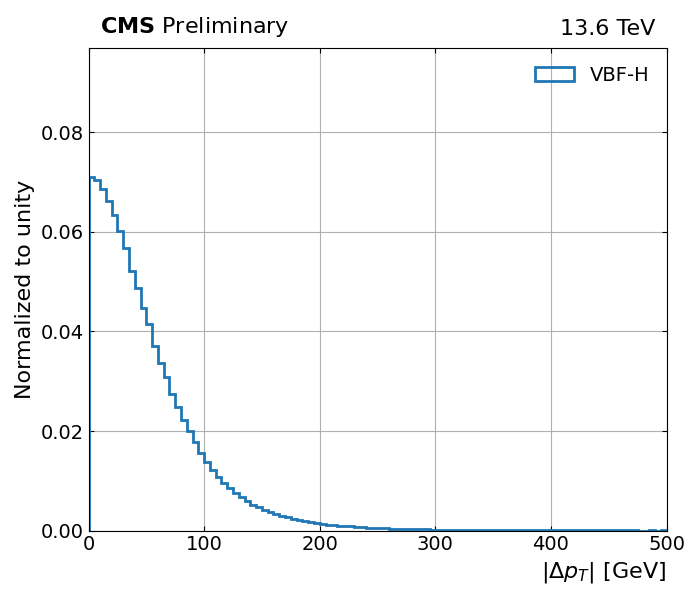 CMS Preliminary 13.6 TeV
VBF-H
Normalized to unity
0.08
0.06
0.04
0.02
0.00
0 100 200 300 400 500
|Δp_T| [GeV]